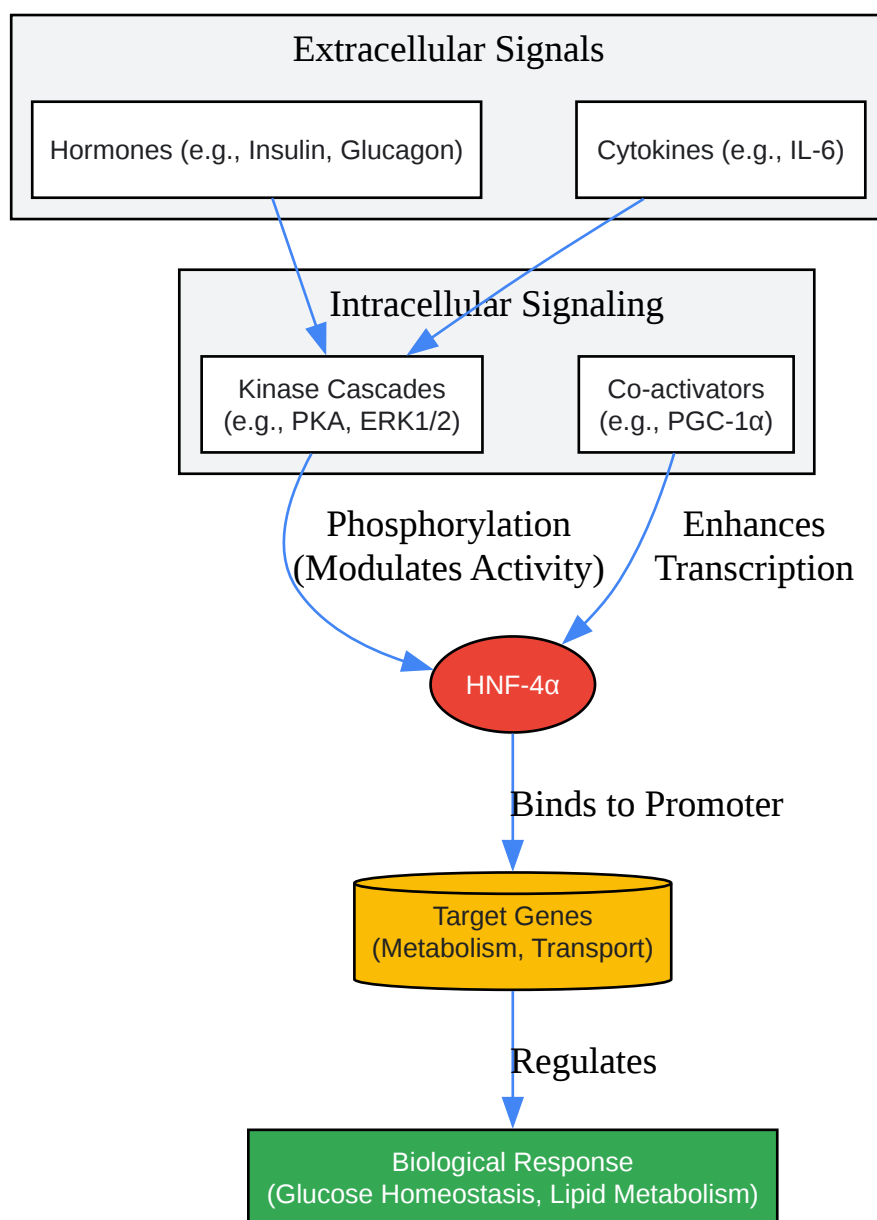 Extracellular Signals
Hormones (e.g., Insulin, Glucagon)
Cytokines (e.g., IL-6)
Intracellular Signaling
Kinase Cascades
(e.g., PKA, ERK1/2)
Co-activators
(e.g., PGC-1α)
Phosphorylation
(Modulates Activity)
Enhances
Transcription
HNF-4α
Binds to Promoter
Target Genes
(Metabolism, Transport)
Regulates
Biological Response
(Glucose Homeostasis, Lipid Metabolism)